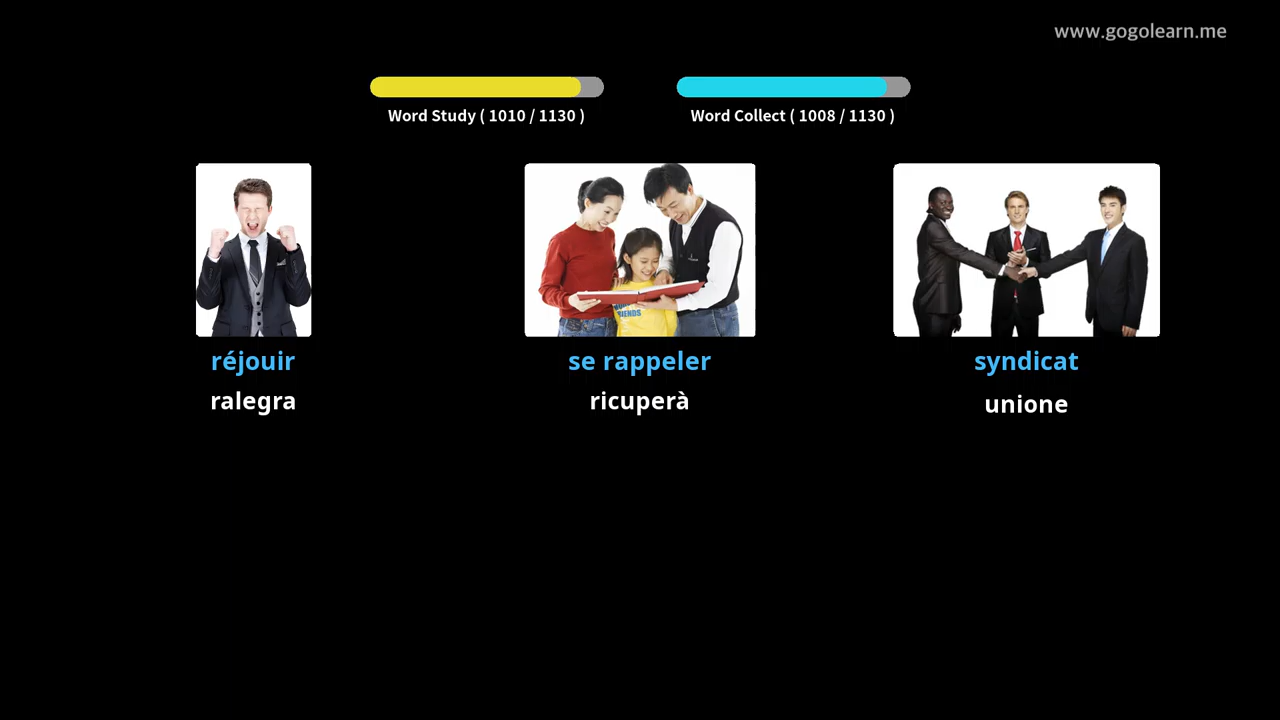 www.gogolearn.me
Word Study ( 1010 / 1130 )
Word Collect ( 1008 / 1130 )
réjouir
se rappeler
syndicat
ralegra
ricuperà
unione